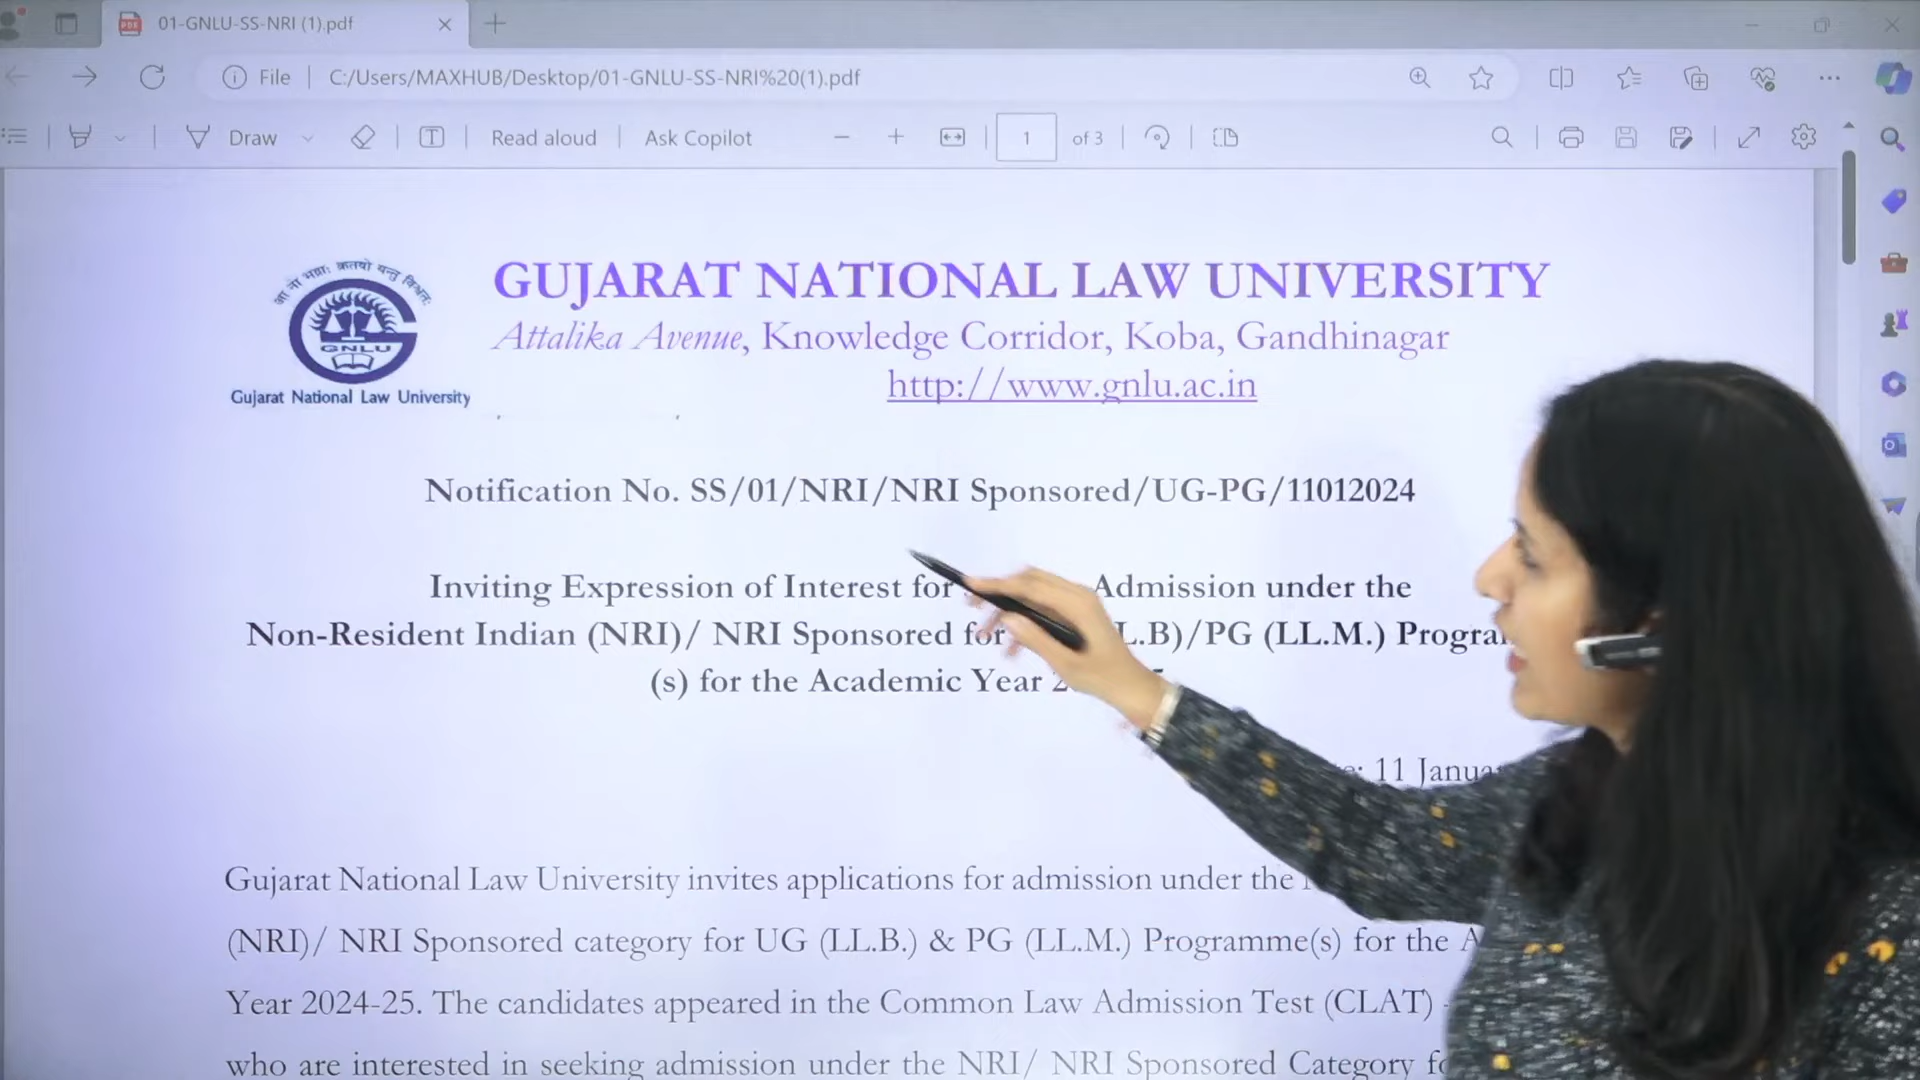 01-GNLU-SS-NRI (1).pdf
File
C:/Users/MAXHUB/Desktop/01-GNLU-SS-NRI%20(1).pdf
Draw
Read aloud
Ask Copilot
1
of 3
आ नो भद्राः क्रतवो यन्तु विश्वतः
GNLU
Gujarat National Law University
GUJARAT NATIONAL LAW UNIVERSITY
Attalika Avenue, Knowledge Corridor, Koba, Gandhinagar
http://www.gnlu.ac.in
Notification No. SS/01/NRI/NRI Sponsored/UG-PG/11012024
Inviting Expression of Interest for Admission under the
Non-Resident Indian (NRI)/ NRI Sponsored for L.B)/PG (LL.M.) Progra
(s) for the Academic Year
11 Janua
Gujarat National Law University invites applications for admission under the
(NRI)/ NRI Sponsored category for UG (LL.B.) & PG (LL.M.) Programme(s) for the A
Year 2024-25. The candidates appeared in the Common Law Admission Test (CLAT) -
who are interested in seeking admission under the NRI/ NRI Sponsored Category fo